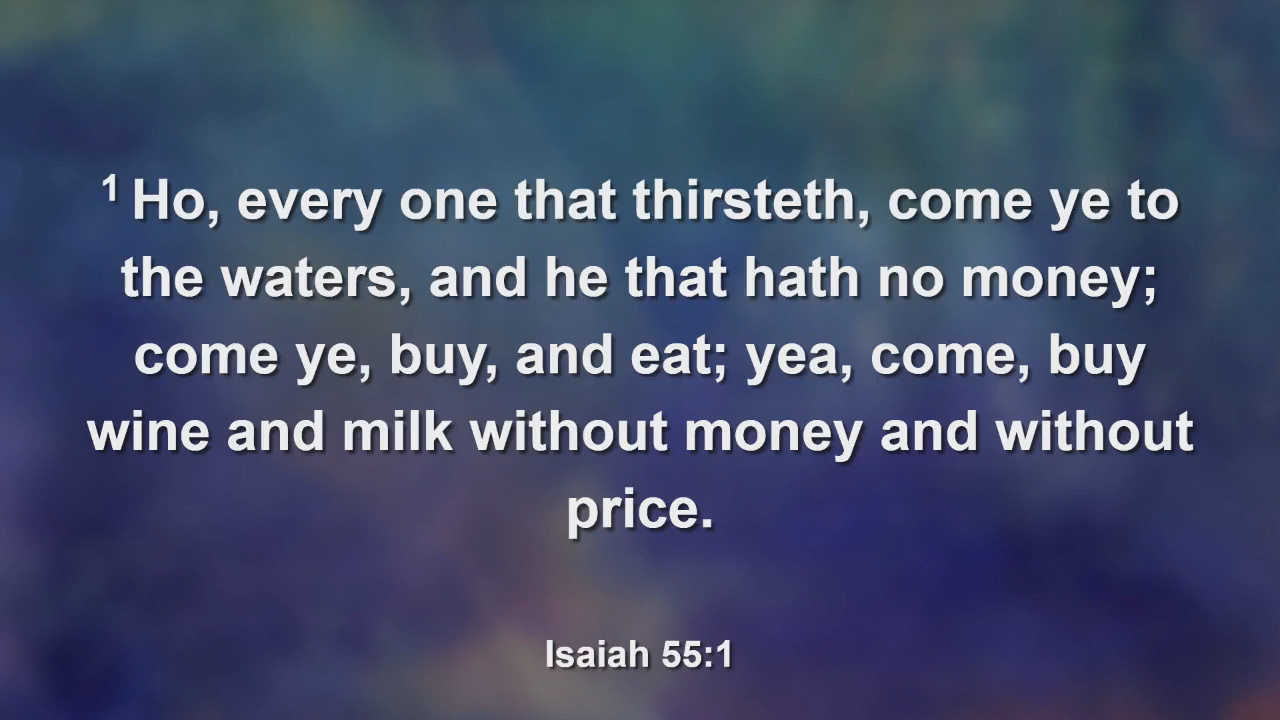 1 Ho, every one that thirsteth, come ye to
the waters, and he that hath no money;
come ye, buy, and eat; yea, come, buy
wine and milk without money and without
price.
Isaiah 55:1